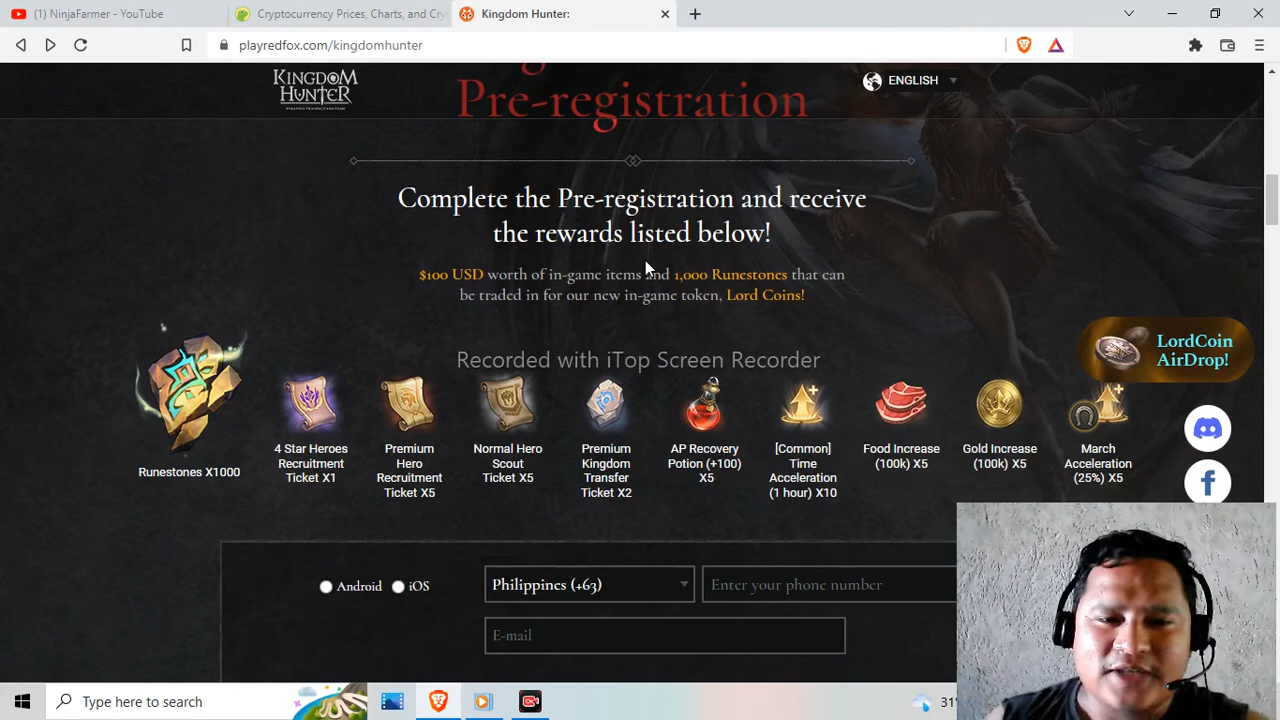 (1) NinjaFarmer - YouTube
Cryptocurrency Prices, Charts, and Cry
Kingdom Hunter:
playredfox.com/kingdomhunter
KINGDOM
HUNTER
ENGLISH
Pre-registration
Complete the Pre-registration and receive
the rewards listed below!
$100 USD worth of in-game items and 1,000 Runestones that can
be traded in for our new in-game token, Lord Coins!
LordCoin
AirDrop!
Recorded with iTop Screen Recorder
Runestones X1000
4 Star Heroes
Recruitment
Ticket X1
Premium
Hero
Recruitment
Ticket X5
Normal Hero
Scout
Ticket X5
Premium
Kingdom
Transfer
Ticket X2
AP Recovery
Potion (+100)
X5
[Common]
Time
Acceleration
(1 hour) X10
Food Increase
(100k) X5
Gold Increase
(100k) X5
March
Acceleration
(25%) X5
Android
iOS
Philippines (+63)
Enter your phone number
E-mail
Type here to search
31